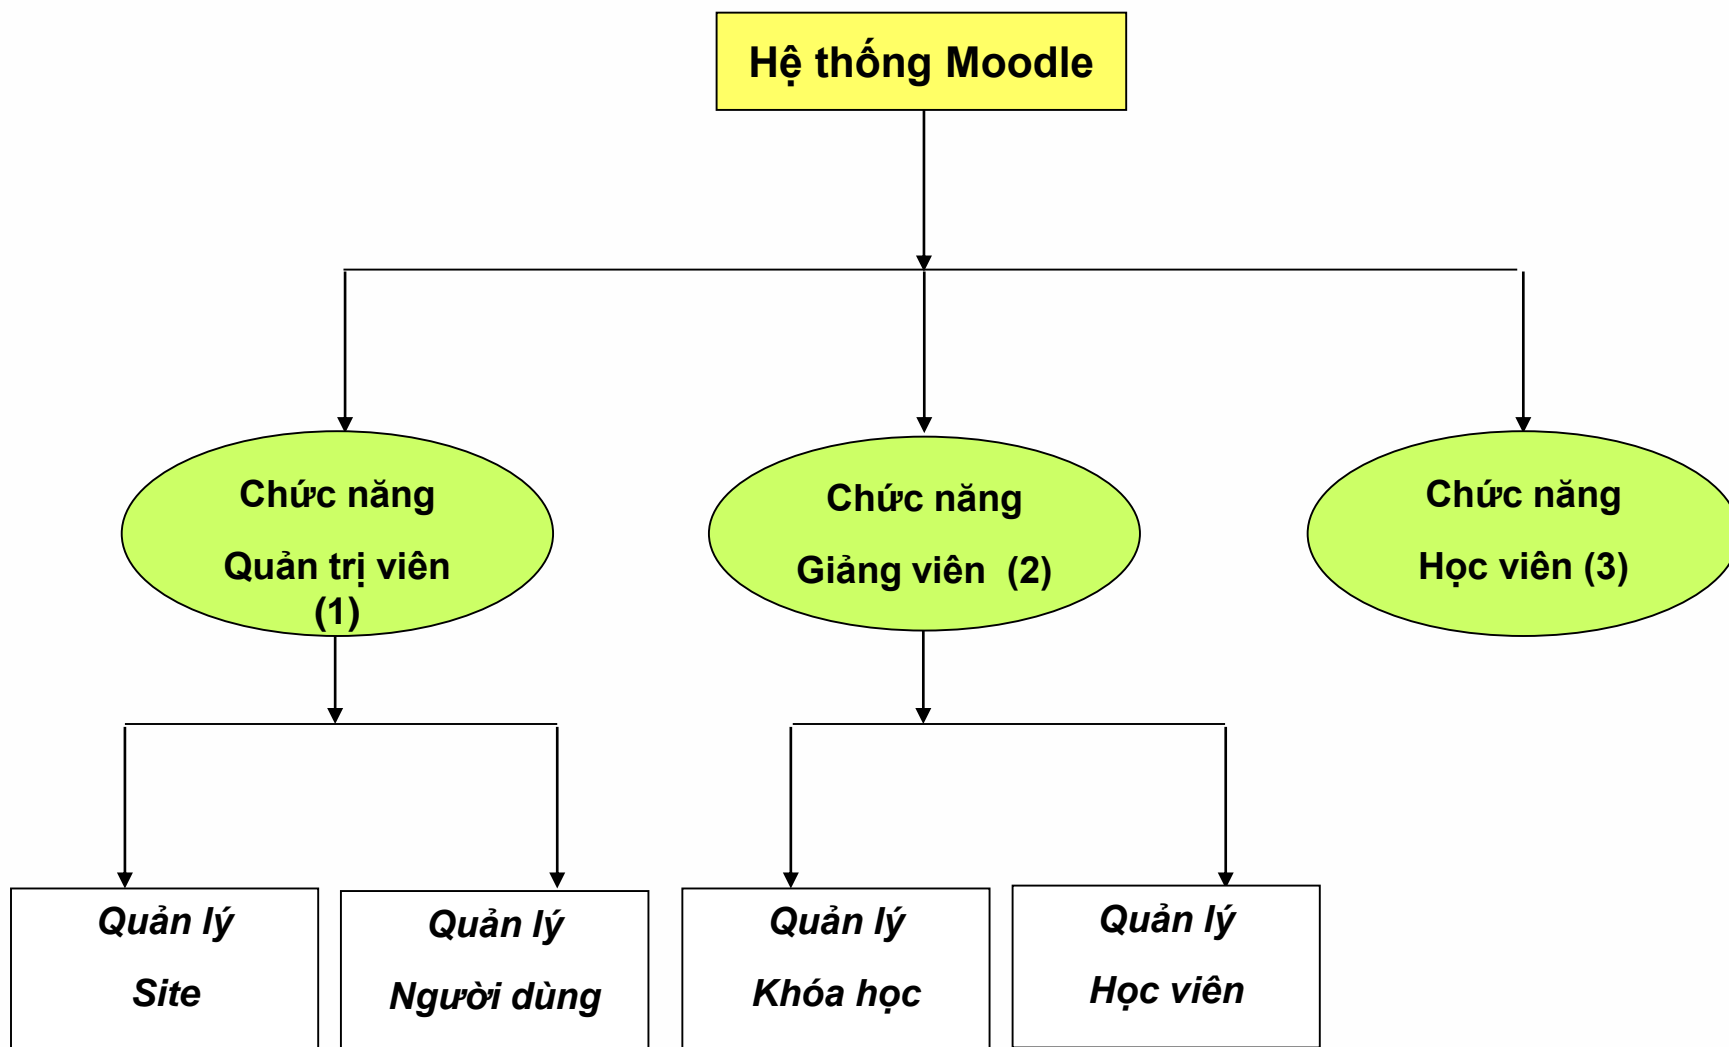 Hệ thống Moodle
Chức năng
Quản trị viên
(1)
Chức năng
Giảng viên (2)
Chức năng
Học viên (3)
Quản lý
Site
Quản lý
Người dùng
Quản lý
Khóa học
Quản lý
Học viên